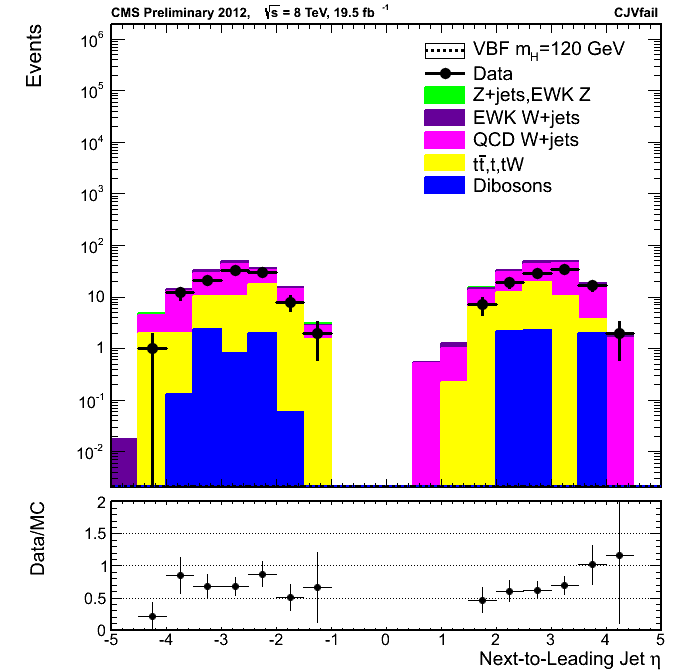 CMS Preliminary 2012, √s = 8 TeV, 19.5 fb⁻¹ CJVfail
Events
10⁶
10⁵
10⁴
10³
10²
10
1
10⁻¹
10⁻²
VBF m_H=120 GeV
Data
Z+jets,EWK Z
EWK W+jets
QCD W+jets
tt̄,t,tW
Dibosons
Data/MC
2
1.5
1
0.5
0
-5 -4 -3 -2 -1 0 1 2 3 4 5
Next-to-Leading Jet η